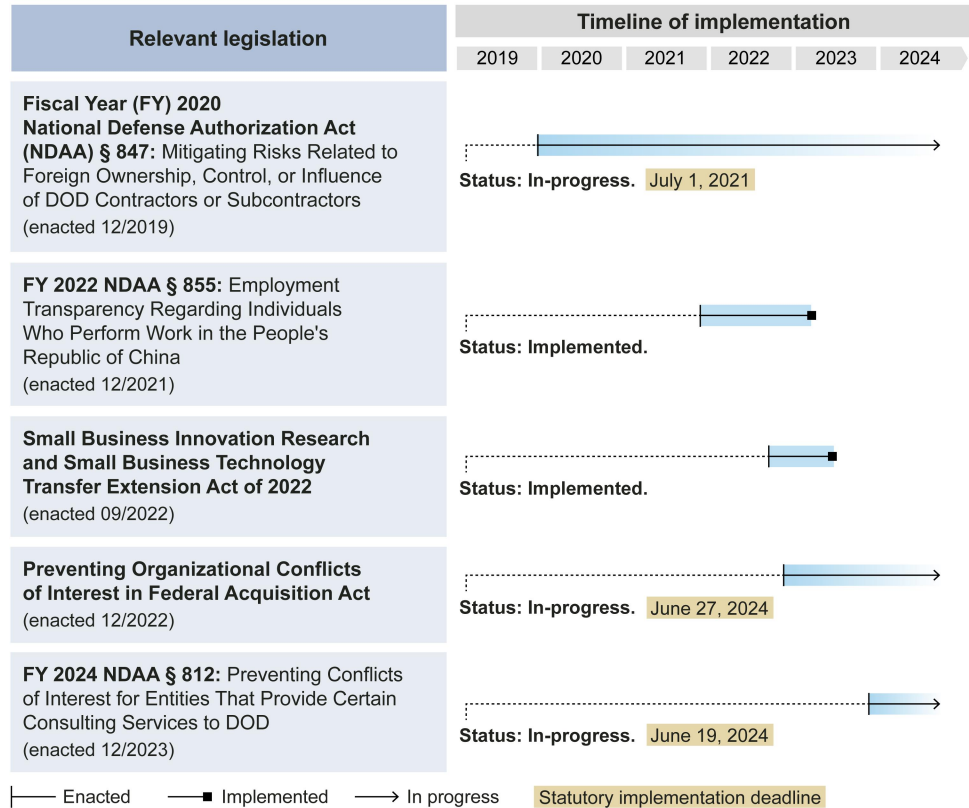 Relevant legislation
Timeline of implementation
2019 2020 2021 2022 2023 2024
Fiscal Year (FY) 2020
National Defense Authorization Act
(NDAA) § 847: Mitigating Risks Related to
Foreign Ownership, Control, or Influence
of DOD Contractors or Subcontractors
(enacted 12/2019)
Status: In-progress. July 1, 2021
FY 2022 NDAA § 855: Employment
Transparency Regarding Individuals
Who Perform Work in the People's
Republic of China
(enacted 12/2021)
Status: Implemented.
Small Business Innovation Research
and Small Business Technology
Transfer Extension Act of 2022
(enacted 09/2022)
Status: Implemented.
Preventing Organizational Conflicts
of Interest in Federal Acquisition Act
(enacted 12/2022)
Status: In-progress. June 27, 2024
FY 2024 NDAA § 812: Preventing Conflicts
of Interest for Entities That Provide Certain
Consulting Services to DOD
(enacted 12/2023)
Status: In-progress. June 19, 2024
Enacted Implemented In progress Statutory implementation deadline